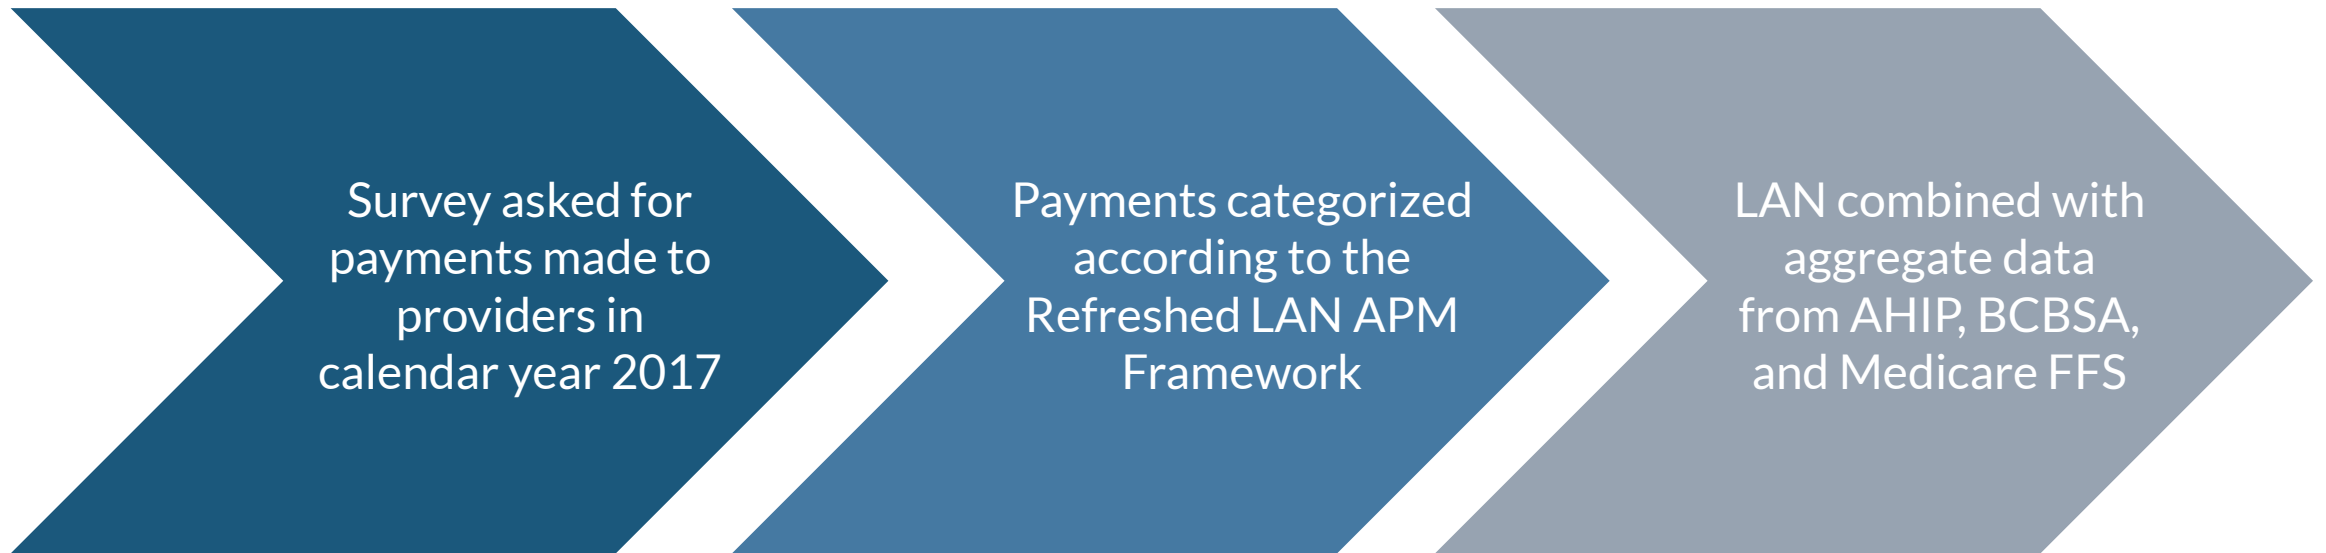 Survey asked for
payments made to
providers in
calendar year 2017
Payments categorized
according to the
Refreshed LAN APM
Framework
LAN combined with
aggregate data
from AHIP, BCBSA,
and Medicare FFS